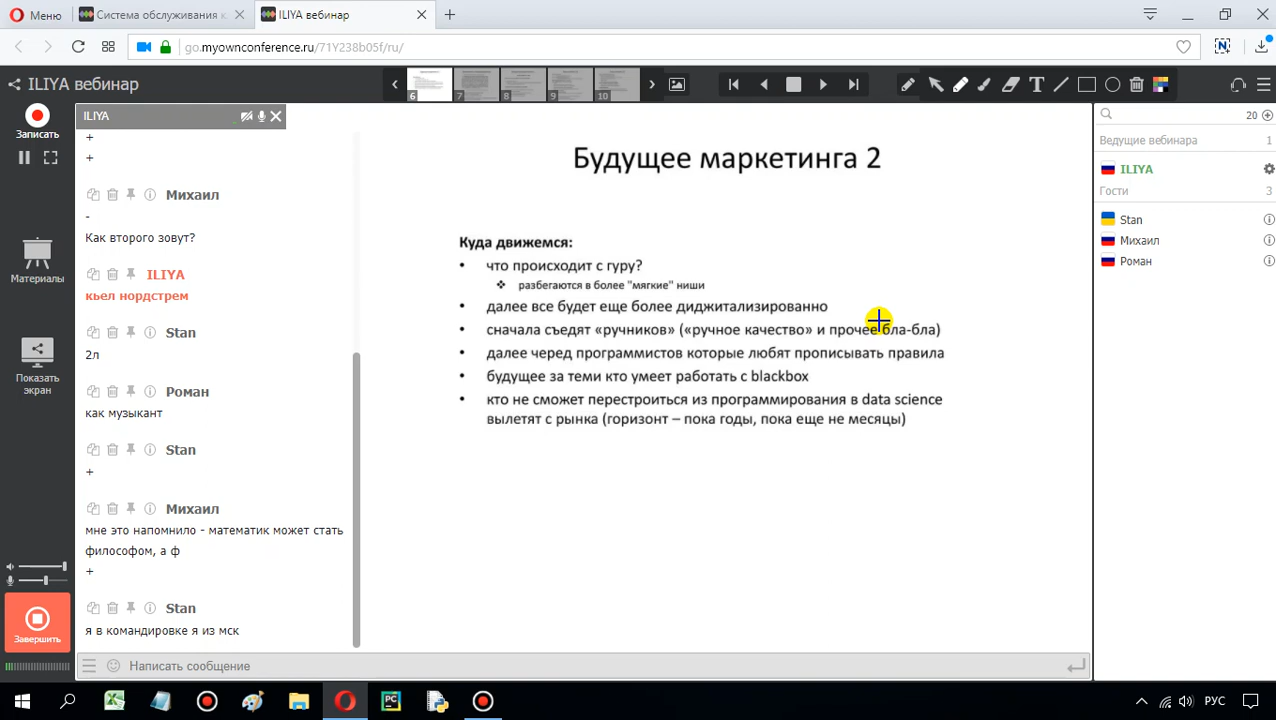 Меню
Система обслуживания к
ILIYA вебинар
go.myownconference.ru/71Y238b05f/ru/
ILIYA вебинар
6
7
8
9
10
Записать
Материалы
Показать
экран
Завершить
ILIYA
+
+
Михаил
-
Как второго зовут?
ILIYA
кьел нордстрем
Stan
2л
Роман
как музыкант
Stan
+
Михаил
мне это напомнило - математик может стать
философом, а ф
+
Stan
я в командировке я из мск
Написать сообщение
Будущее маркетинга 2
Куда движемся:
• что происходит с гуру?
❖ разбегаются в более "мягкие" ниши
• далее все будет еще более диджитализированно
• сначала съедят «ручников» («ручное качество» и прочее бла-бла)
• далее черед программистов которые любят прописывать правила
• будущее за теми кто умеет работать с blackbox
• кто не сможет перестроиться из программирования в data science
вылетят с рынка (горизонт – пока годы, пока еще не месяцы)
20
Ведущие вебинара 1
ILIYA
Гости 3
Stan
Михаил
Роман
РУС